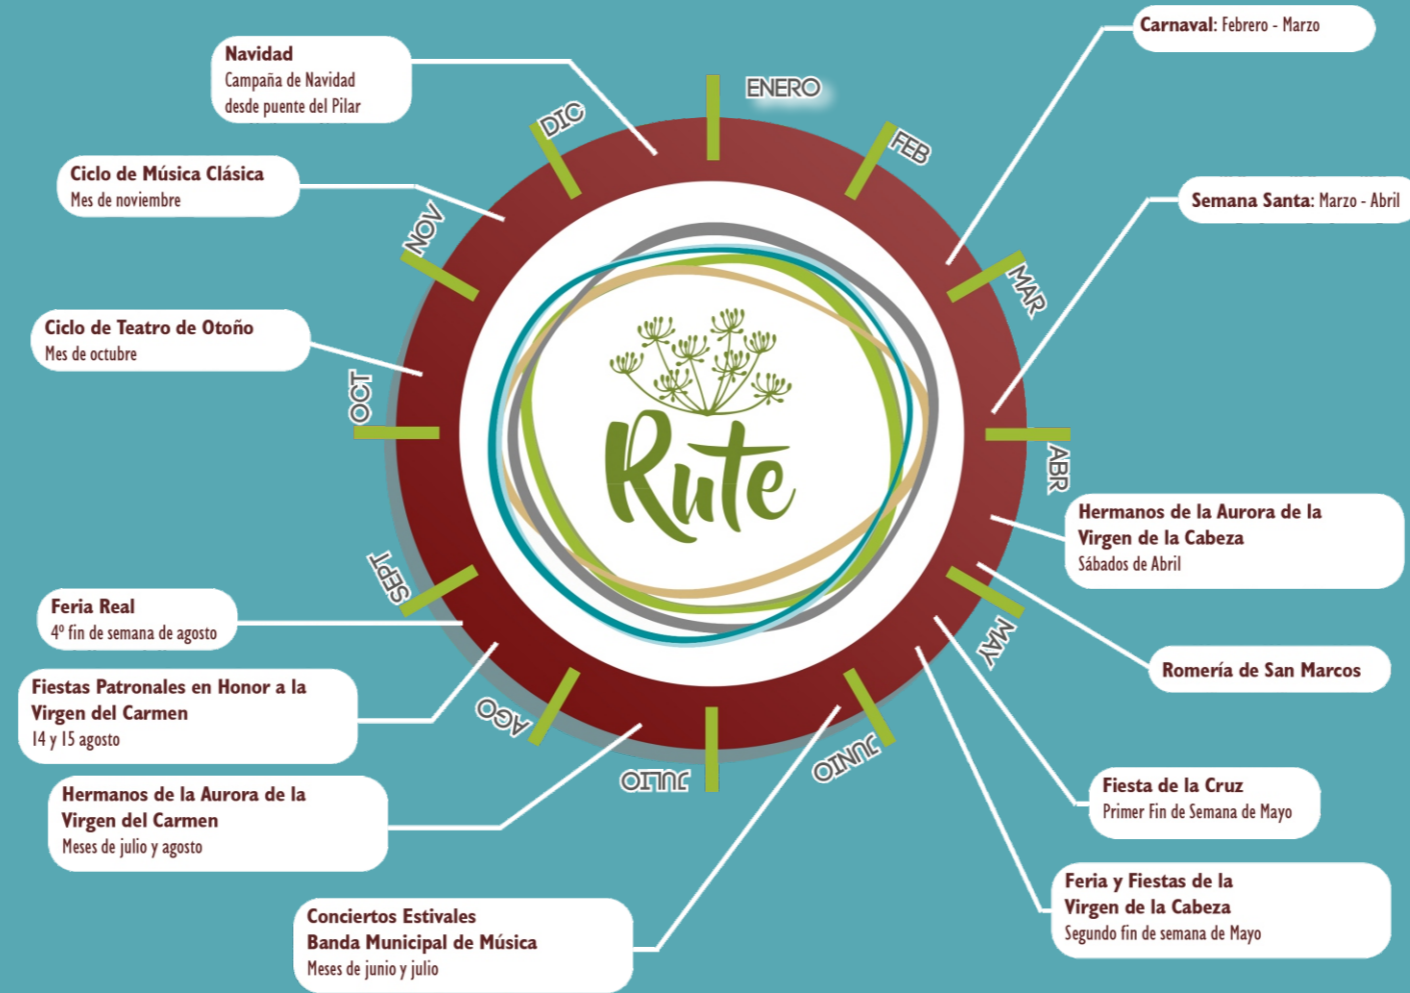 Carnaval: Febrero - Marzo
Navidad
Campaña de Navidad
desde puente del Pilar
ENERO
DIC
FEB
Ciclo de Música Clásica
Mes de noviembre
Semana Santa: Marzo - Abril
NOV
MAR
Ciclo de Teatro de Otoño
Mes de octubre
OCT
Rute
ABR
Hermanos de la Aurora de la
Virgen de la Cabeza
Sábados de Abril
SEPT
Feria Real
4º fin de semana de agosto
MAY
Romería de San Marcos
Fiestas Patronales en Honor a la
Virgen del Carmen
14 y 15 agosto
AGO
JUNIO
JULIO
Hermanos de la Aurora de la
Virgen del Carmen
Meses de julio y agosto
Fiesta de la Cruz
Primer Fin de Semana de Mayo
Feria y Fiestas de la
Virgen de la Cabeza
Segundo fin de semana de Mayo
Conciertos Estivales
Banda Municipal de Música
Meses de junio y julio